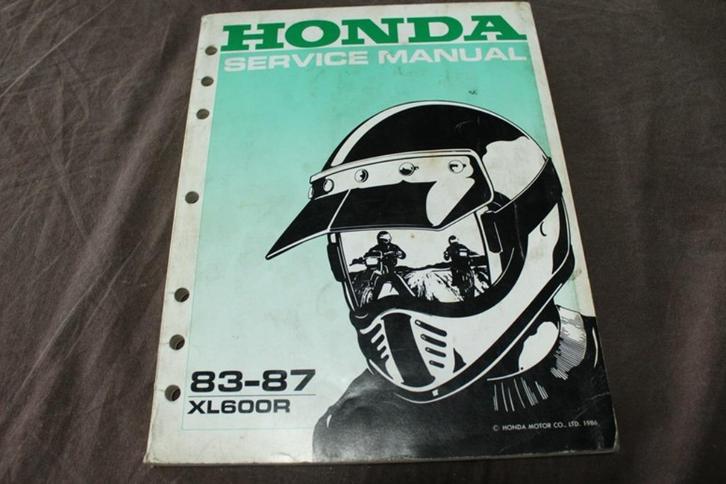 HONDA
SERVICE MANUAL
83-87
XL600R
© HONDA MOTOR CO., LTD. 1986